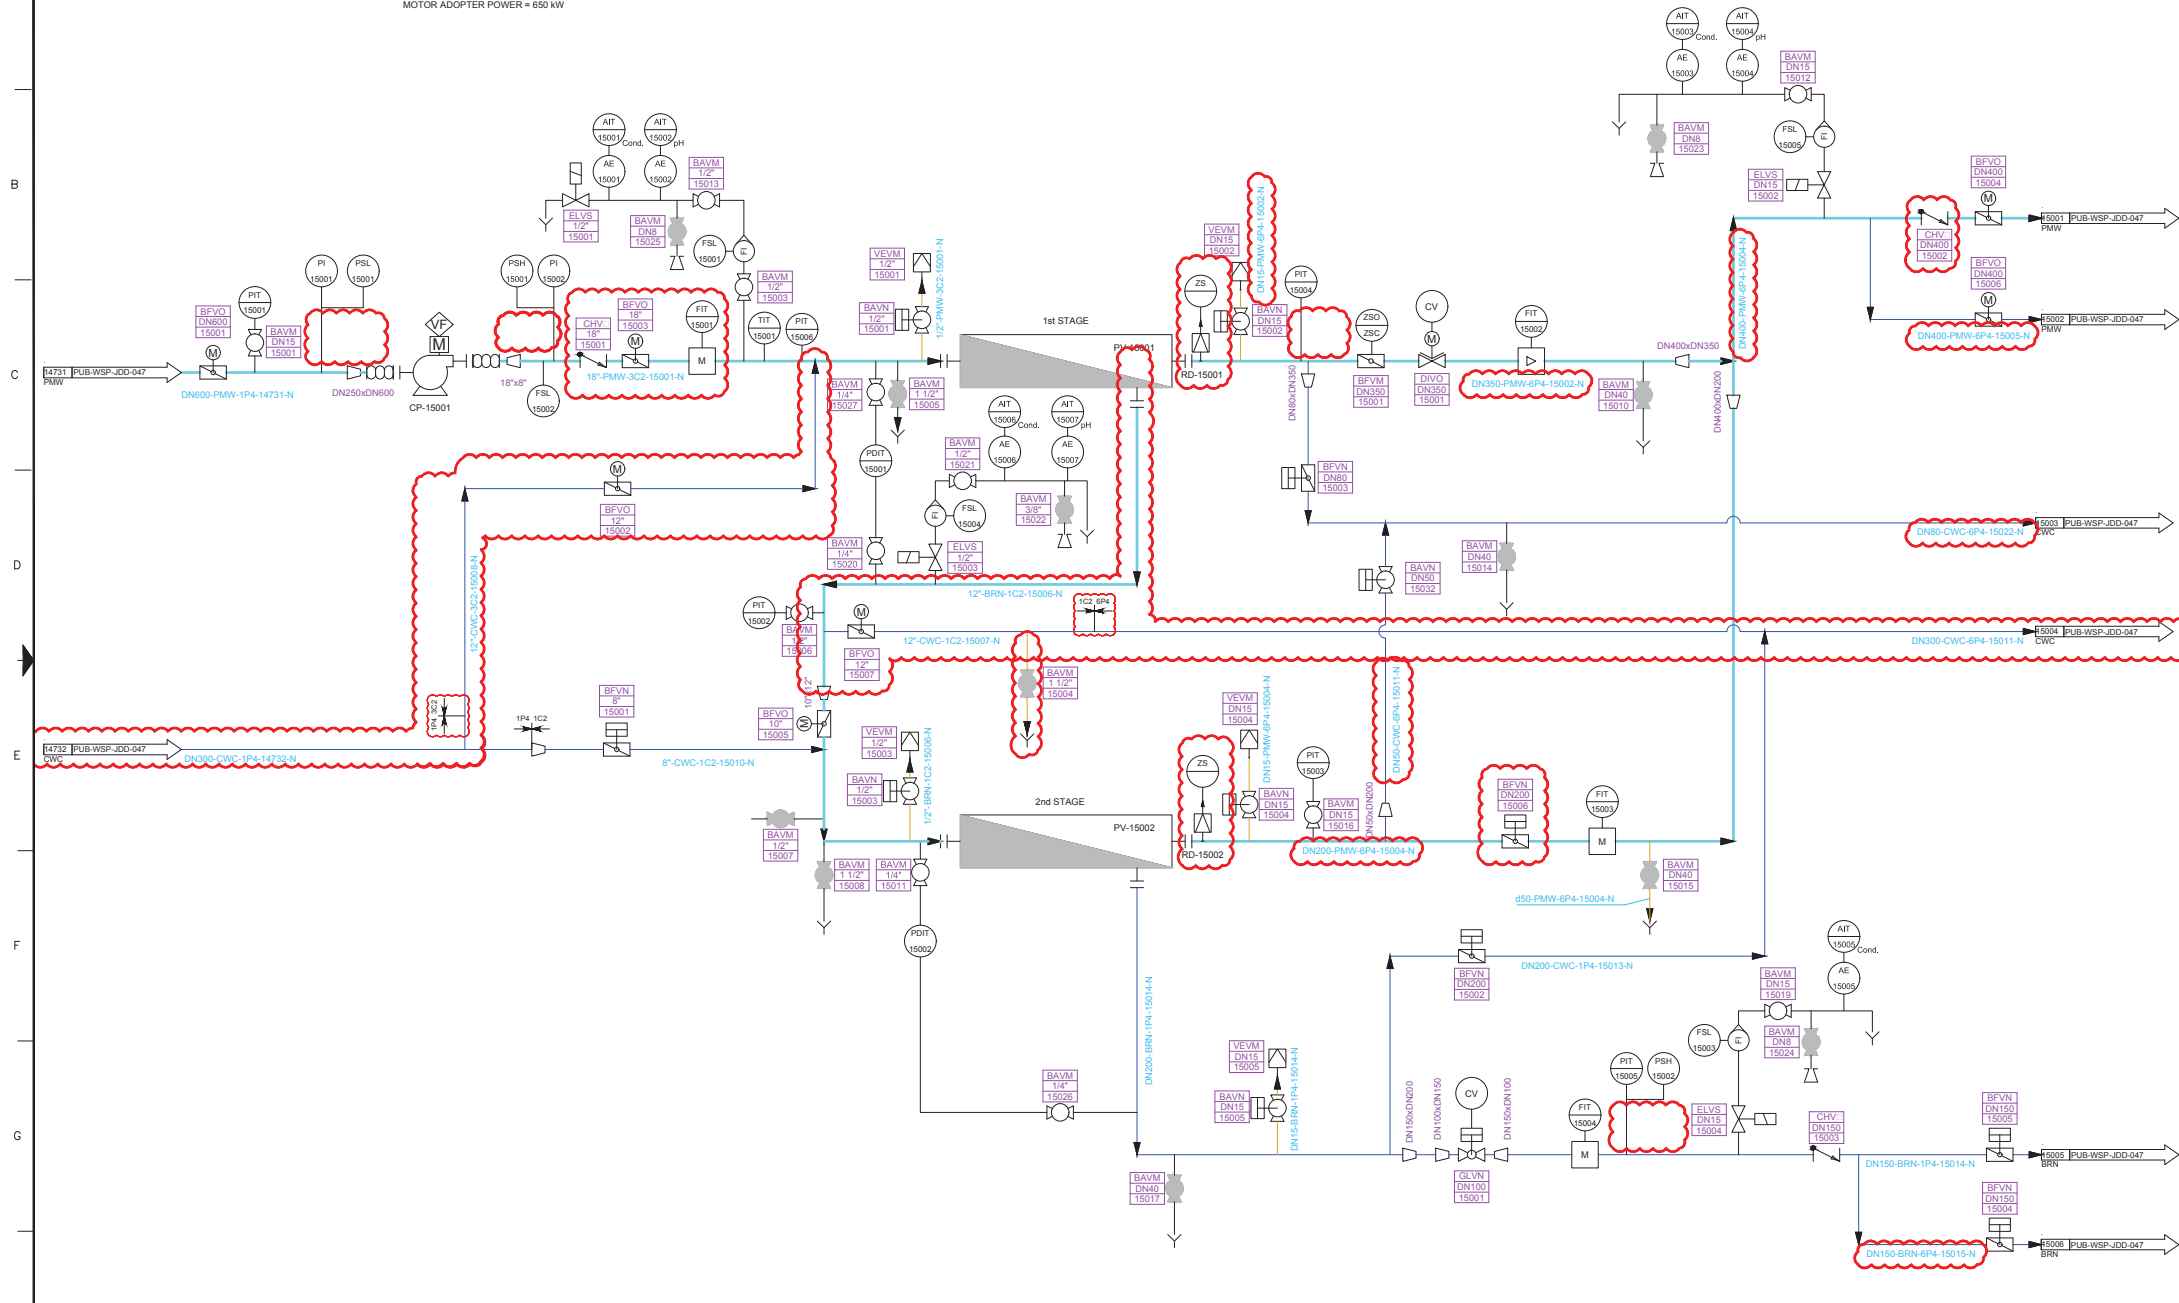 MOTOR ADOPTER POWER = 650 kW
B
C
D
E
F
G
AIT
15003
Cond.
AE
15003
AIT
15004
pH
AE
15004
BAVM
DN15
15012
BAVM
DN8
15023
FSL
15005
FI
ELVS
DN15
15002
BFVO
DN400
15004
M
15001 PUB-WSP-JDD-047
PMW
CHV
DN400
15002
BFVO
DN400
15006
M
15002 PUB-WSP-JDD-047
PMW
DN400-PMW-6P4-15005-N
DN400-PMW-6P4-15004-N
AIT
15001
Cond.
AE
15001
AIT
15002
pH
AE
15002
BAVM
1/2"
15013
ELVS
1/2"
15001
BAVM
DN8
15025
FSL
15001
FI
BAVM
1/2"
15003
PI
15001
PSL
15001
PSH
15001
PI
15002
PIT
15001
BFVO
DN600
15001
M
BAVM
DN15
15001
14731 PUB-WSP-JDD-047
PMW
DN600-PMW-1P4-14731-N
DN250xDN600
VF
M
CP-15001
18"x8"
FSL
15002
CHV
18"
15001
BFVO
18"
15003
M
FIT
15001
M
18"-PMW-3C2-15001-N
TIT
15001
PIT
15006
VEVM
1/2"
15001
BAVN
1/2"
15001
1/2"-PMW-3C2-15001-N
1st STAGE
PV-15001
VEVM
DN15
15002
DN15-PMW-6P4-15002-N
ZS
RD-15001
BAVN
DN15
15002
PIT
15004
DN80xDN350
ZSO
ZSC
BFVM
DN350
15001
CV
M
DIVO
DN350
15001
FIT
15002
DN350-PMW-6P4-15002-N
DN400xDN350
BAVM
DN40
15010
DN400xDN200
BAVM
1/4"
15027
BAVM
1 1/2"
15005
PDIT
15001
BAVM
1/4"
15020
AIT
15006
Cond.
AE
15006
AIT
15007
pH
AE
15007
BAVM
1/2"
15021
FI
FSL
15004
ELVS
1/2"
15003
BAVM
3/8"
15022
BFVN
DN80
15003
BFVO
12"
15002
M
12"-CWC-3C2-15008-N
DN80-CWC-6P4-15022-N
15003 PUB-WSP-JDD-047
CWC
BAVM
DN40
15014
BAVN
DN50
15032
12"-BRN-1C2-15006-N
PIT
15002
BAVM
1/2"
15006
M
BFVO
12"
15007
12"-CWC-1C2-15007-N
1C2 6P4
DN300-CWC-6P4-15011-N
15004 PUB-WSP-JDD-047
CWC
BAVM
1 1/2"
15004
BFVO
10"
15005
M
1P4 3C2
1P4 1C2
BFVN
8"
15001
14732 PUB-WSP-JDD-047
CWC
DN300-CWC-1P4-14732-N
8"-CWC-1C2-15010-N
VEVM
1/2"
15003
BAVN
1/2"
15003
1/2"-BRN-1C2-15006-N
2nd STAGE
PV-15002
VEVM
DN15
15004
DN15-PMW-6P4-15004-N
ZS
RD-15002
BAVN
DN15
15004
PIT
15003
BAVM
DN15
15016
DN50xDN200
DN50-CWC-6P4-15011-N
DN200-PMW-6P4-15004-N
BFVN
DN200
15006
FIT
15003
M
BAVM
DN40
15015
d50-PMW-6P4-15004-N
BAVM
1/2"
15007
BAVM
1 1/2"
15008
BAVM
1/4"
15011
PDIT
15002
DN200-BRN-1P4-15014-N
BFVN
DN200
15002
DN200-CWC-1P4-15013-N
AIT
15005
Cond.
AE
15005
BAVM
DN15
15019
FSL
15003
FI
BAVM
DN8
15024
BAVM
1/4"
15026
VEVM
DN15
15005
BAVN
DN15
15005
DN15-BRN-1P4-15014-N
DN150xDN200
DN100xDN150
CV
DN150xDN100
GLVN
DN100
15001
FIT
15004
M
PIT
15005
PSH
15002
ELVS
DN15
15004
CHV
DN150
15003
BFVN
DN150
15005
DN150-BRN-1P4-15014-N
15005 PUB-WSP-JDD-047
BRN
BAVM
DN40
15017
BFVN
DN150
15004
DN150-BRN-6P4-15015-N
15006 PUB-WSP-JDD-047
BRN